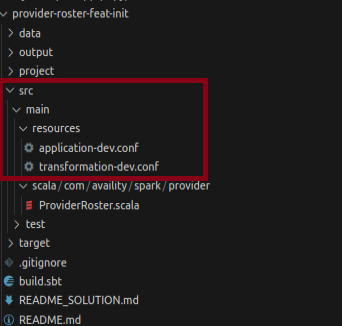 provider-roster-feat-init
data
output
project
src
main
resources
application-dev.conf
transformation-dev.conf
scala/com/availity/spark/provider
ProviderRoster.scala
test
target
.gitignore
build.sbt
README_SOLUTION.md
README.md